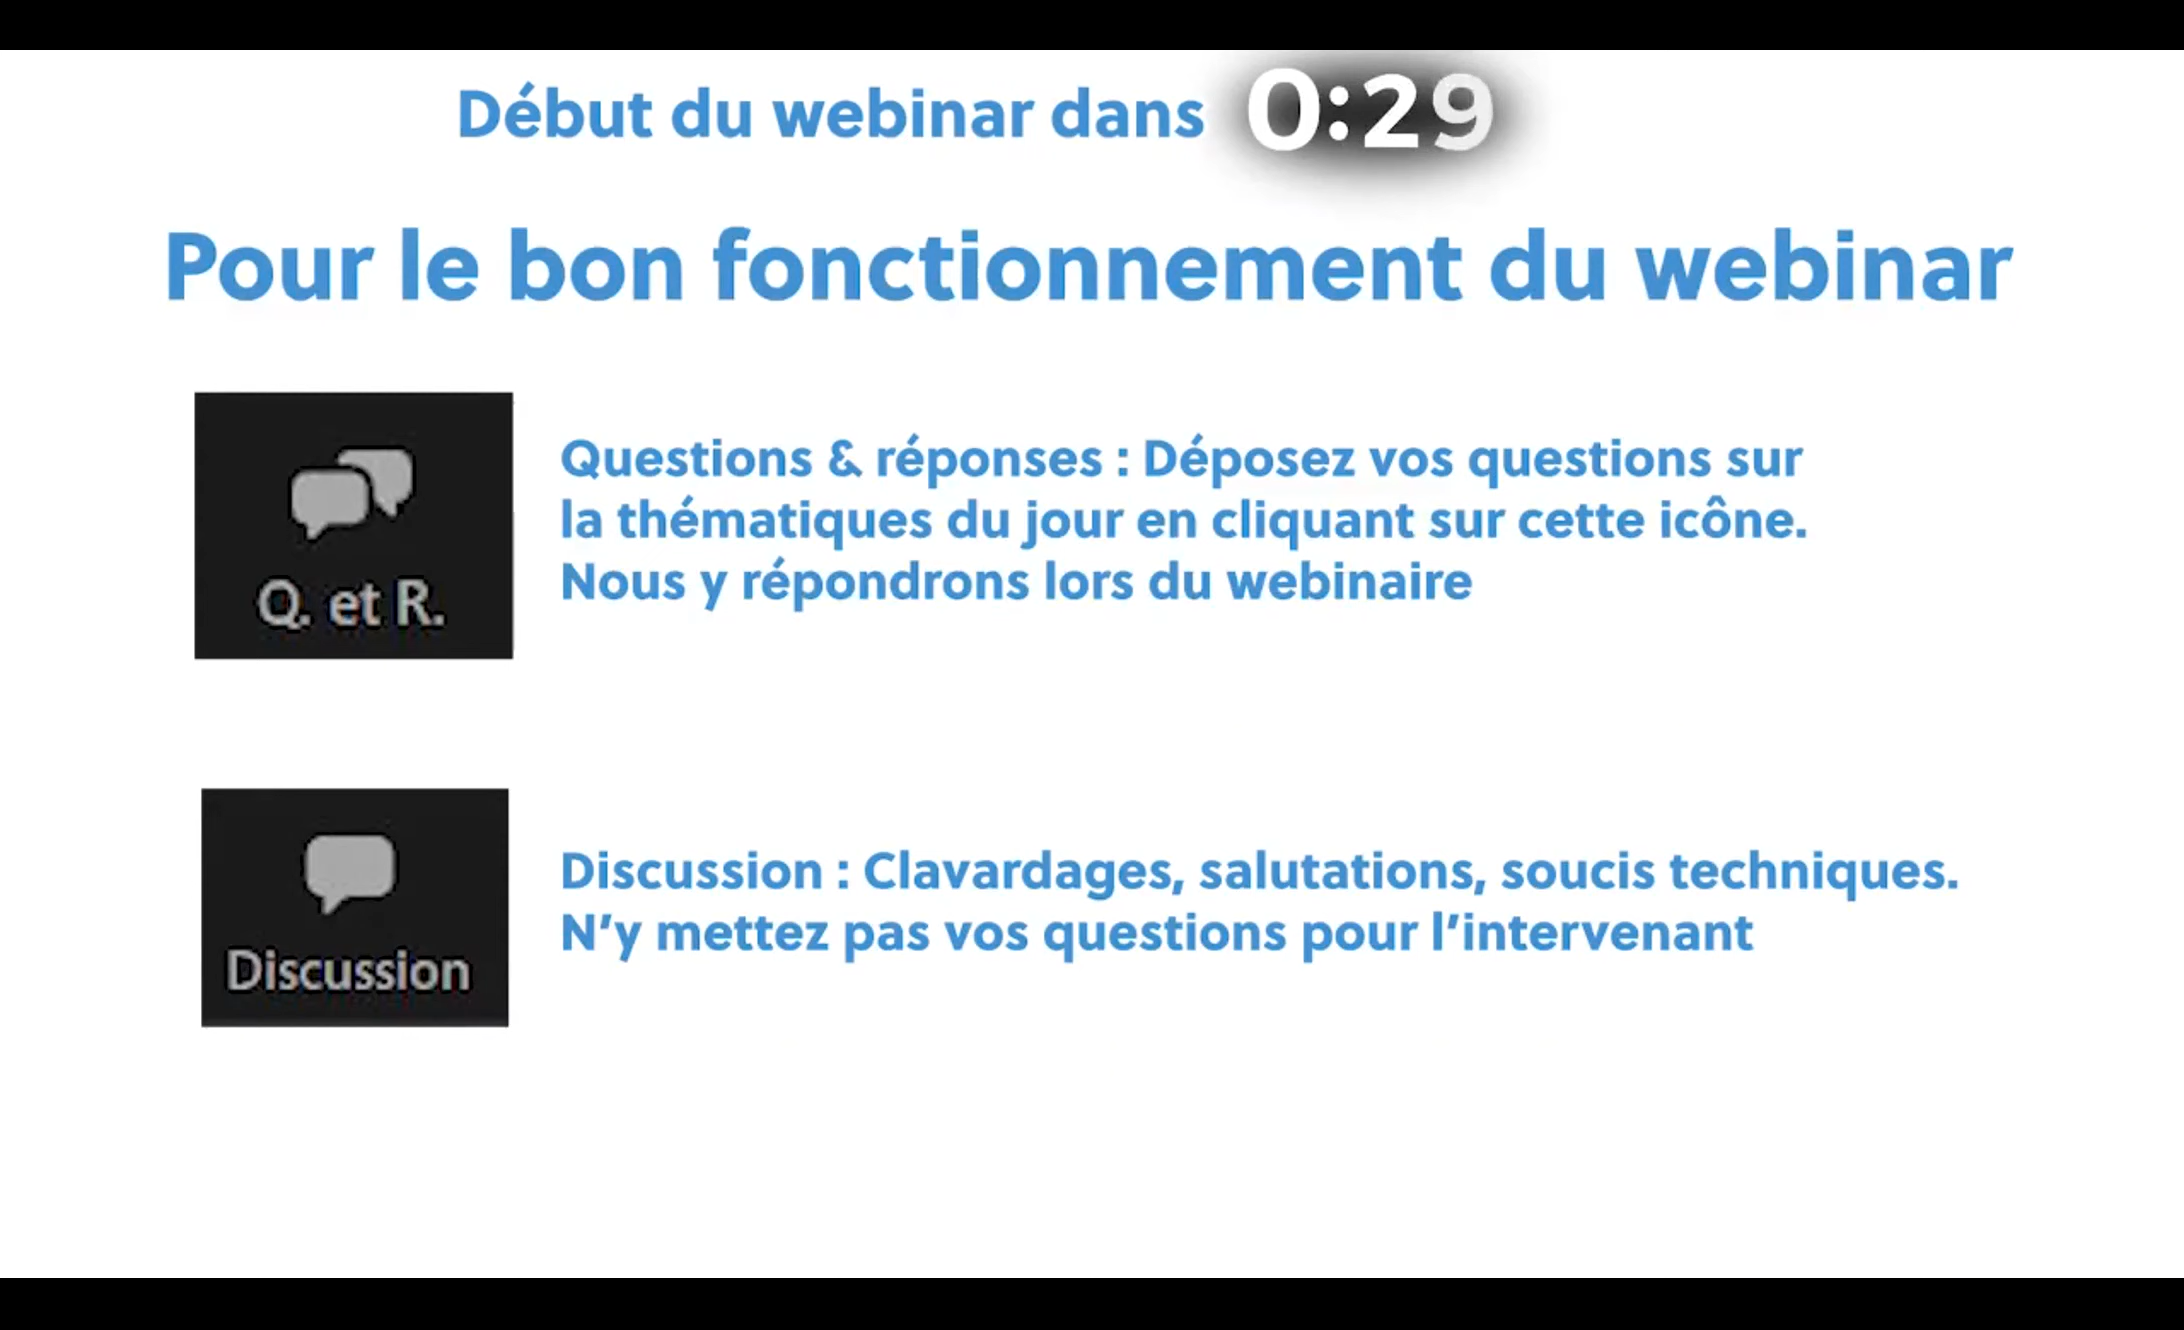 Début du webinar dans 0:29
Pour le bon fonctionnement du webinar
Q. et R.
Questions & réponses : Déposez vos questions sur
la thématiques du jour en cliquant sur cette icône.
Nous y répondrons lors du webinaire
Discussion
Discussion : Clavardages, salutations, soucis techniques.
N’y mettez pas vos questions pour l’intervenant